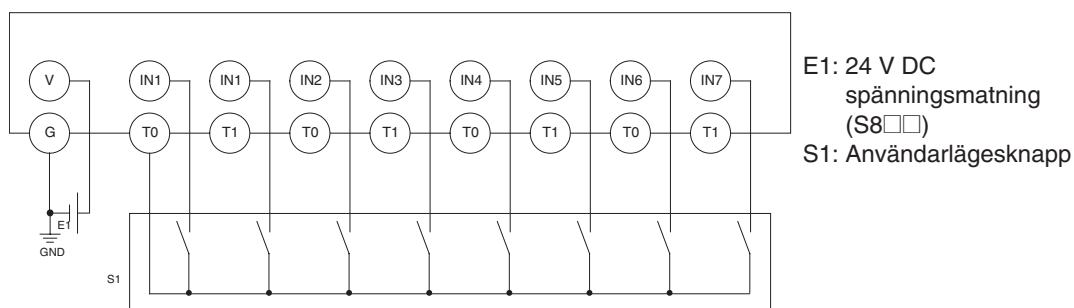 V IN1 IN1 IN2 IN3 IN4 IN5 IN6 IN7
G T0 T1 T0 T1 T0 T1 T0 T1
E1
GND
S1
E1: 24 V DC
spänningsmatning
(S8□□)
S1: Användarlägesknapp